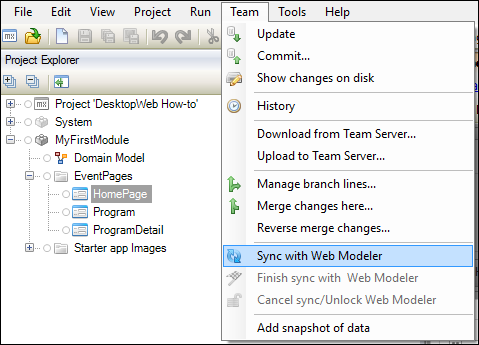 File Edit View Project Run Team Tools Help
Project Explorer
Project 'DesktopWeb How-to'
System
MyFirstModule
Domain Model
EventPages
HomePage
Program
ProgramDetail
Starter app Images
Update
Commit...
Show changes on disk
History
Download from Team Server...
Upload to Team Server...
Manage branch lines...
Merge changes here...
Reverse merge changes...
Sync with Web Modeler
Finish sync with Web Modeler
Cancel sync/Unlock Web Modeler
Add snapshot of data